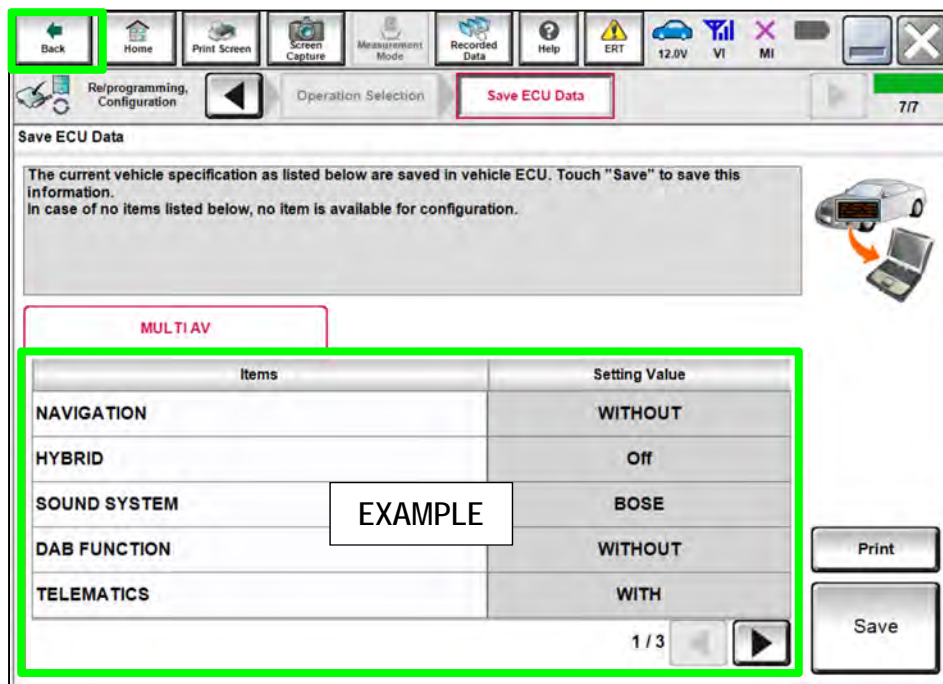 Back
Home
Print Screen
Screen
Capture
Measurement
Mode
Recorded
Data
Help
ERT
12.0V
VI
MI
Re/programming,
Configuration
Operation Selection
Save ECU Data
7/7
Save ECU Data
The current vehicle specification as listed below are saved in vehicle ECU. Touch "Save" to save this
information.
In case of no items listed below, no item is available for configuration.
MULTI AV
Items Setting Value
NAVIGATION WITHOUT
HYBRID Off
SOUND SYSTEM BOSE
EXAMPLE
DAB FUNCTION WITHOUT
TELEMATICS WITH
1 / 3
Print
Save